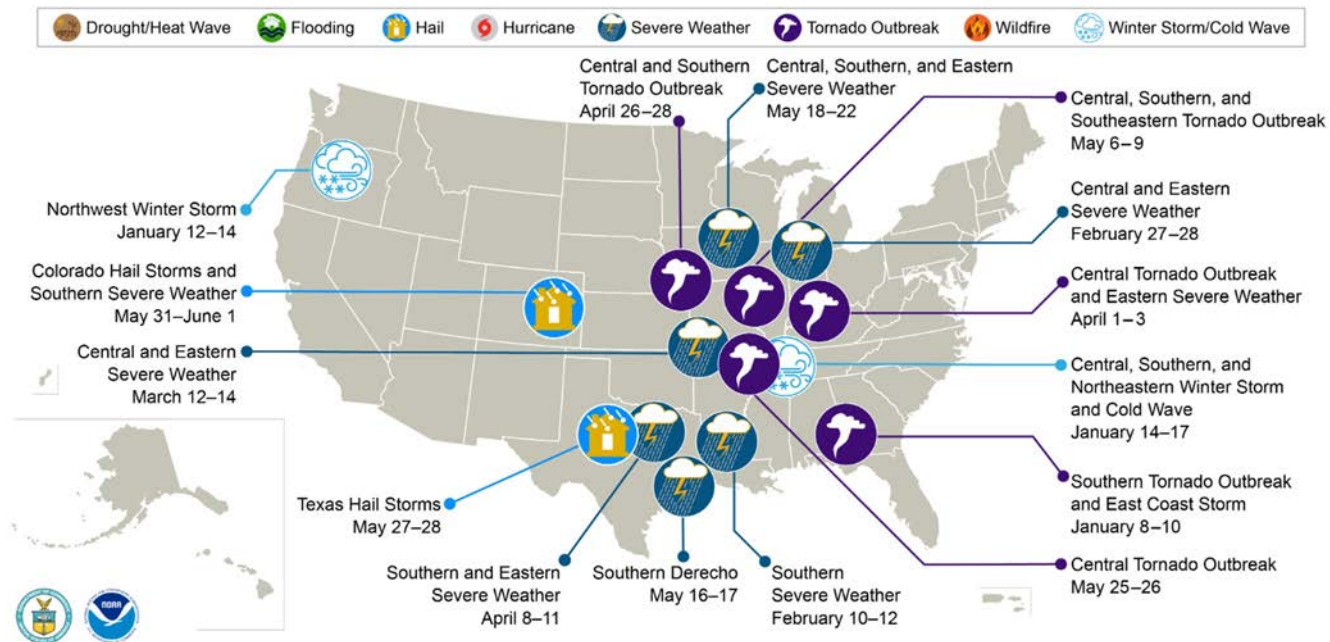 Drought/Heat Wave
Flooding
Hail
Hurricane
Severe Weather
Tornado Outbreak
Wildfire
Winter Storm/Cold Wave
Central and Southern
Tornado Outbreak
April 26–28
Central, Southern, and Eastern
Severe Weather
May 18–22
Central, Southern, and
Southeastern Tornado Outbreak
May 6–9
Northwest Winter Storm
January 12–14
Central and Eastern
Severe Weather
February 27–28
Colorado Hail Storms and
Southern Severe Weather
May 31–June 1
Central Tornado Outbreak
and Eastern Severe Weather
April 1–3
Central and Eastern
Severe Weather
March 12–14
Central, Southern, and
Northeastern Winter Storm
and Cold Wave
January 14–17
Texas Hail Storms
May 27–28
Southern Tornado Outbreak
and East Coast Storm
January 8–10
Southern and Eastern
Severe Weather
April 8–11
Southern Derecho
May 16–17
Southern
Severe Weather
February 10–12
Central Tornado Outbreak
May 25–26
NOAA